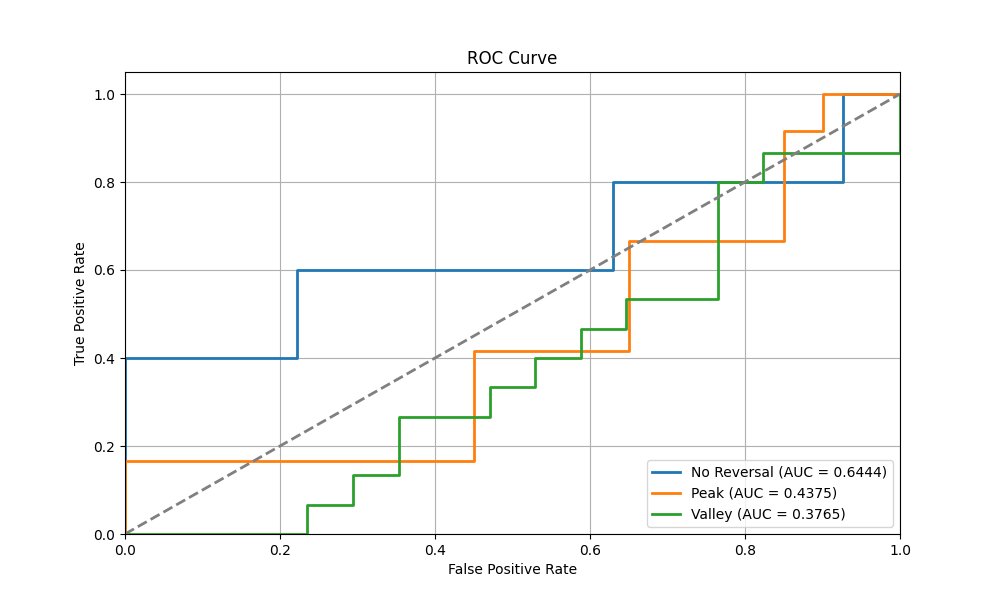 ROC Curve
True Positive Rate
1.0
0.8
0.6
0.4
0.2
0.0
0.0 0.2 0.4 0.6 0.8 1.0
False Positive Rate
No Reversal (AUC = 0.6444)
Peak (AUC = 0.4375)
Valley (AUC = 0.3765)